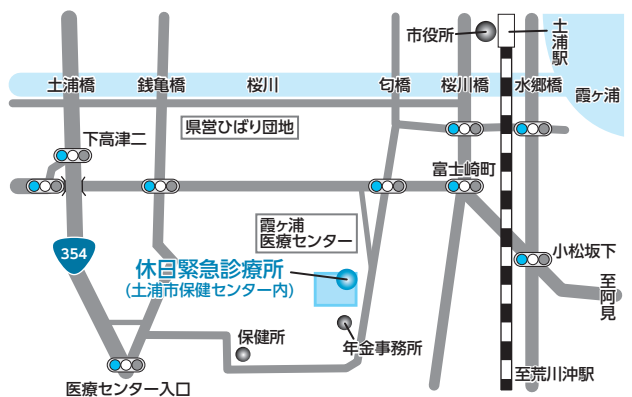 市役所
土浦駅
土浦橋
銭亀橋
桜川
匂橋
桜川橋
水郷橋
霞ヶ浦
県営ひばり団地
下高津二
富士崎町
霞ヶ浦
医療センター
354
休日緊急診療所
(土浦市保健センター内)
小松坂下
至阿見
保健所
年金事務所
医療センター入口
至荒川沖駅